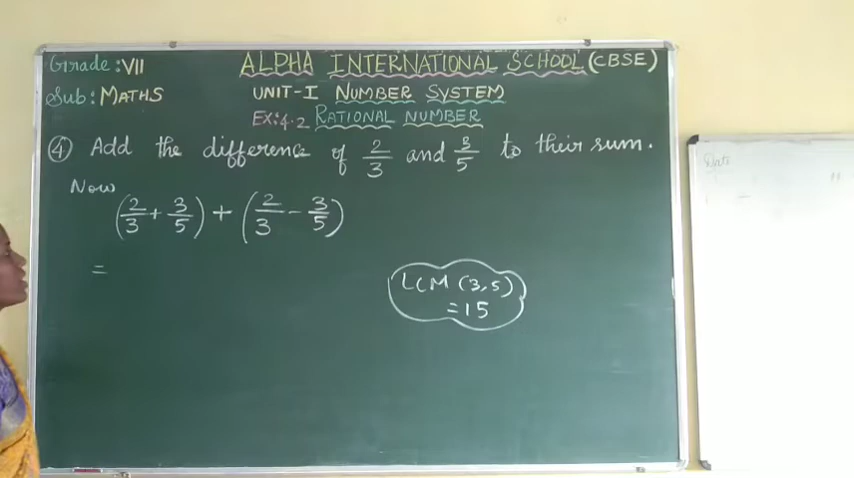 Grade : VII ALPHA INTERNATIONAL SCHOOL (CBSE)
Sub : MATHS UNIT-I NUMBER SYSTEM
Ex: 4.2 RATIONAL NUMBER
④ Add the difference of 2/3 and 3/5 to their sum.
Now
(2/3 + 3/5) + (2/3 - 3/5)
=
LCM (3,5)
= 15
Date